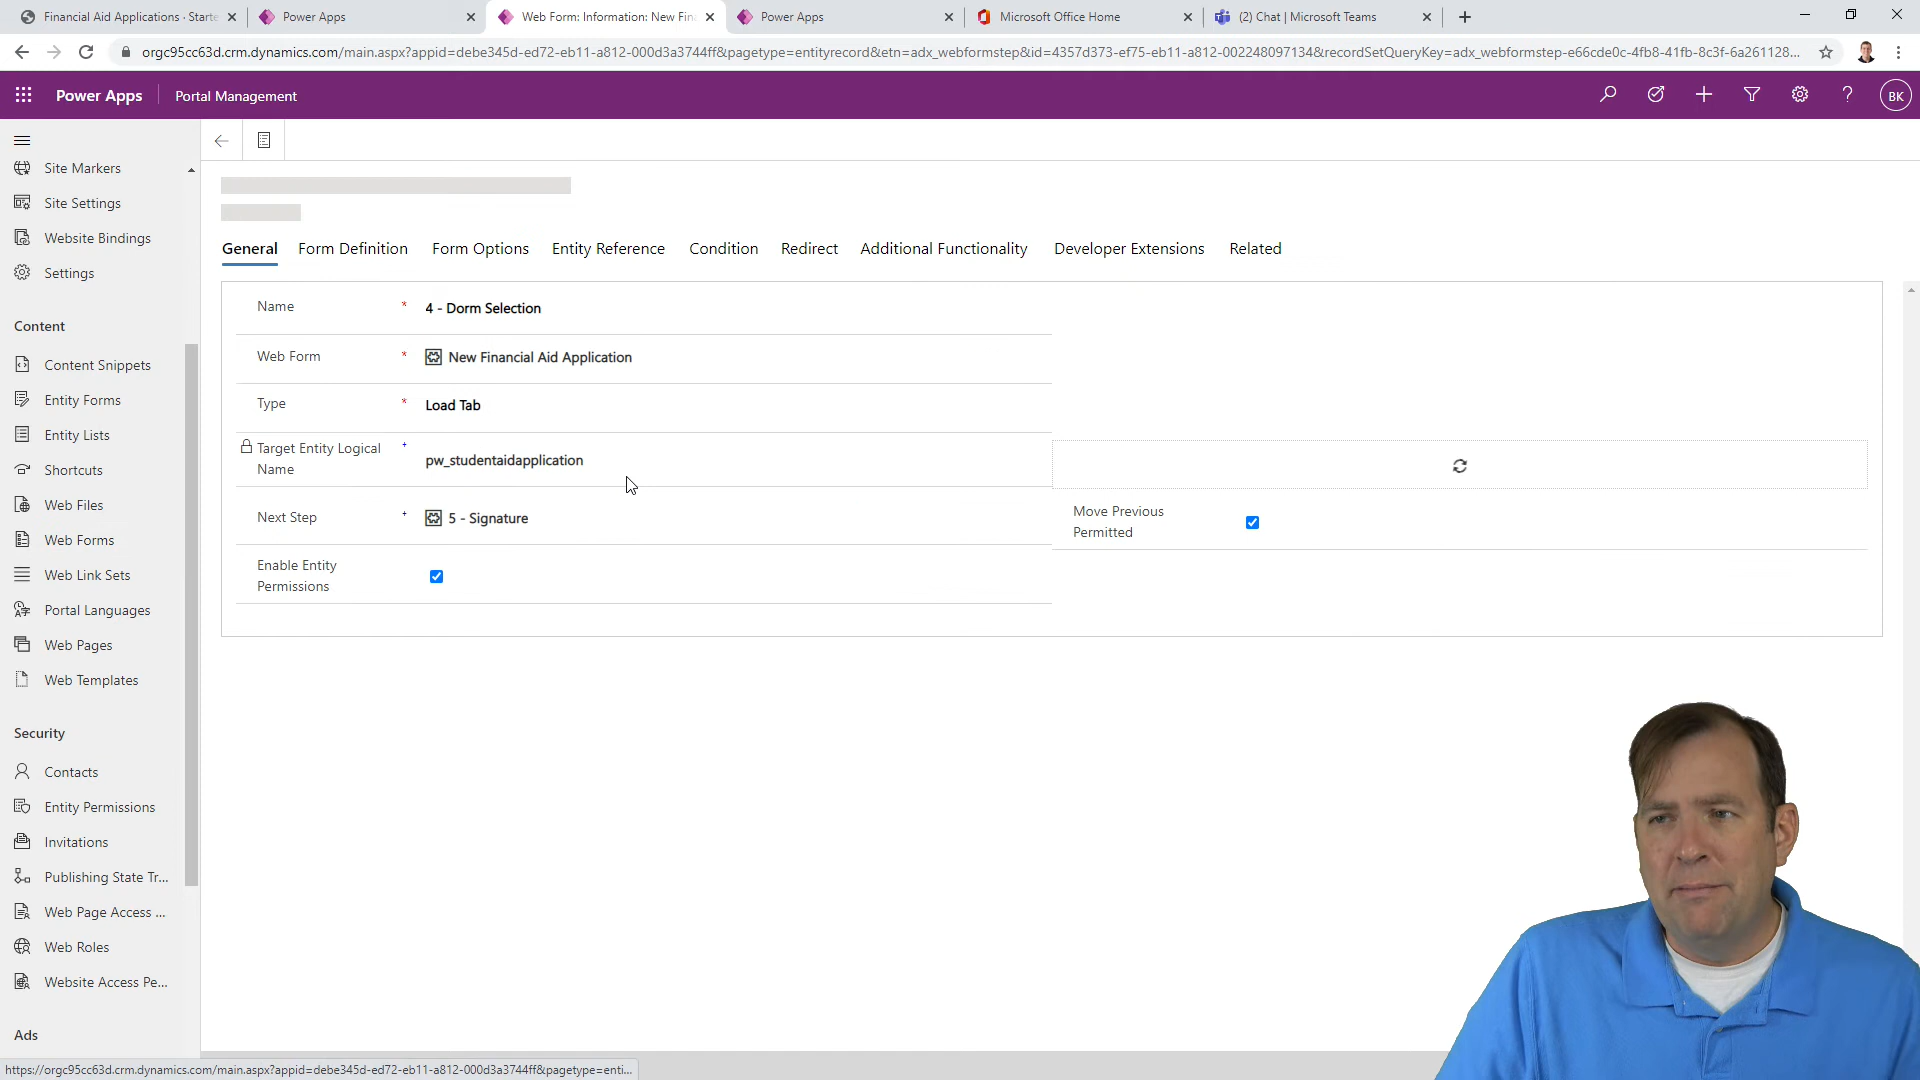 Financial Aid Applications · Starte
Power Apps
Web Form: Information: New Fin
Power Apps
Microsoft Office Home
(2) Chat | Microsoft Teams
orgc95cc63d.crm.dynamics.com/main.aspx?appid=debe345d-ed72-eb11-a812-000d3a3744ff&pagetype=entityrecord&etn=adx_webformstep&id=4357d373-ef75-eb11-a812-002248097134&recordSetQueryKey=adx_webformstep-e66cde0c-4fb8-41fb-8c3f-6a261128...
Power Apps
Portal Management
BK
Site Markers
Site Settings
Website Bindings
Settings
Content
Content Snippets
Entity Forms
Entity Lists
Shortcuts
Web Files
Web Forms
Web Link Sets
Portal Languages
Web Pages
Web Templates
Security
Contacts
Entity Permissions
Invitations
Publishing State Tr...
Web Page Access ...
Web Roles
Website Access Pe...
Ads
General
Form Definition
Form Options
Entity Reference
Condition
Redirect
Additional Functionality
Developer Extensions
Related
Name * 4 - Dorm Selection
Web Form * New Financial Aid Application
Type * Load Tab
Target Entity Logical
Name + pw_studentaidapplication
Next Step + 5 - Signature
Move Previous
Permitted
Enable Entity
Permissions
https://orgc95cc63d.crm.dynamics.com/main.aspx?appid=debe345d-ed72-eb11-a812-000d3a3744ff&pagetype=enti...